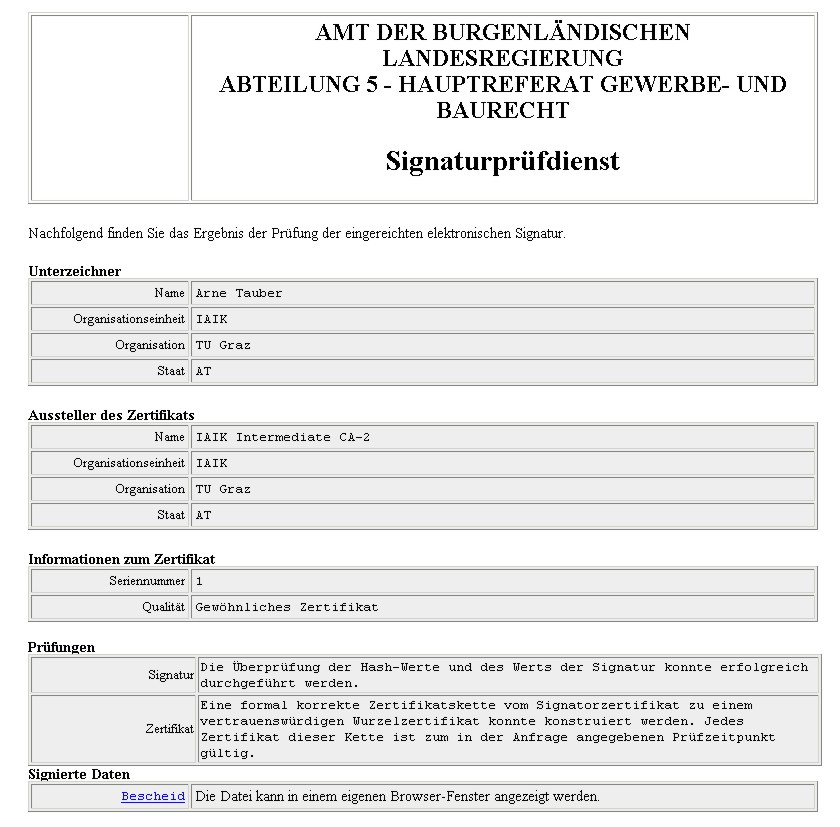 AMT DER BURGENLÄNDISCHEN
LANDESREGIERUNG
ABTEILUNG 5 - HAUPTREFERAT GEWERBE- UND
BAURECHT
Signaturprüfdienst
Nachfolgend finden Sie das Ergebnis der Prüfung der eingereichten elektronischen Signatur.
Unterzeichner
Name Arne Tauber
Organisationseinheit IAIK
Organisation TU Graz
Staat AT
Aussteller des Zertifikats
Name IAIK Intermediate CA-2
Organisationseinheit IAIK
Organisation TU Graz
Staat AT
Informationen zum Zertifikat
Seriennummer 1
Qualität Gewöhnliches Zertifikat
Prüfungen
Signatur Die Überprüfung der Hash-Werte und des Werts der Signatur konnte erfolgreich
durchgeführt werden.
Zertifikat Eine formal korrekte Zertifikatskette vom Signatorzertifikat zu einem
vertrauenswürdigen Wurzelzertifikat konnte konstruiert werden. Jedes
Zertifikat dieser Kette ist zum in der Anfrage angegebenen Prüfzeitpunkt
gültig.
Signierte Daten
Bescheid Die Datei kann in einem eigenen Browser-Fenster angezeigt werden.